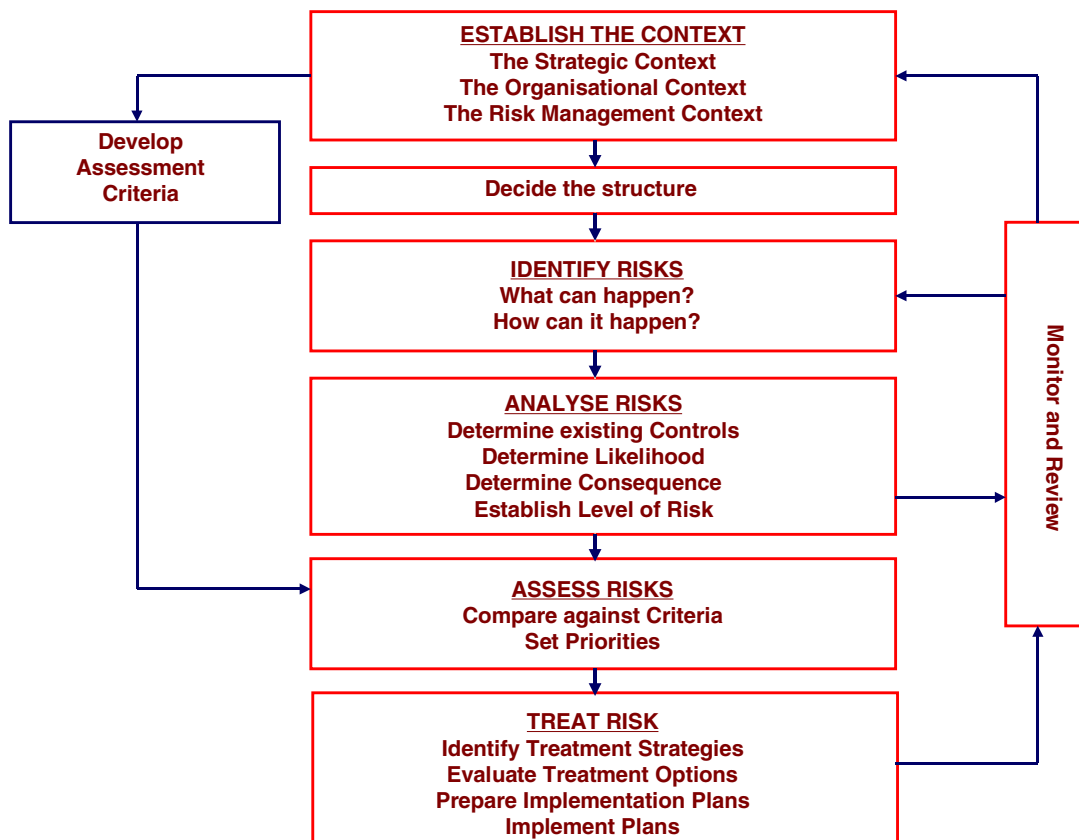 ESTABLISH THE CONTEXT
The Strategic Context
The Organisational Context
The Risk Management Context
Develop
Assessment
Criteria
Decide the structure
IDENTIFY RISKS
What can happen?
How can it happen?
Monitor and Review
ANALYSE RISKS
Determine existing Controls
Determine Likelihood
Determine Consequence
Establish Level of Risk
ASSESS RISKS
Compare against Criteria
Set Priorities
TREAT RISK
Identify Treatment Strategies
Evaluate Treatment Options
Prepare Implementation Plans
Implement Plans